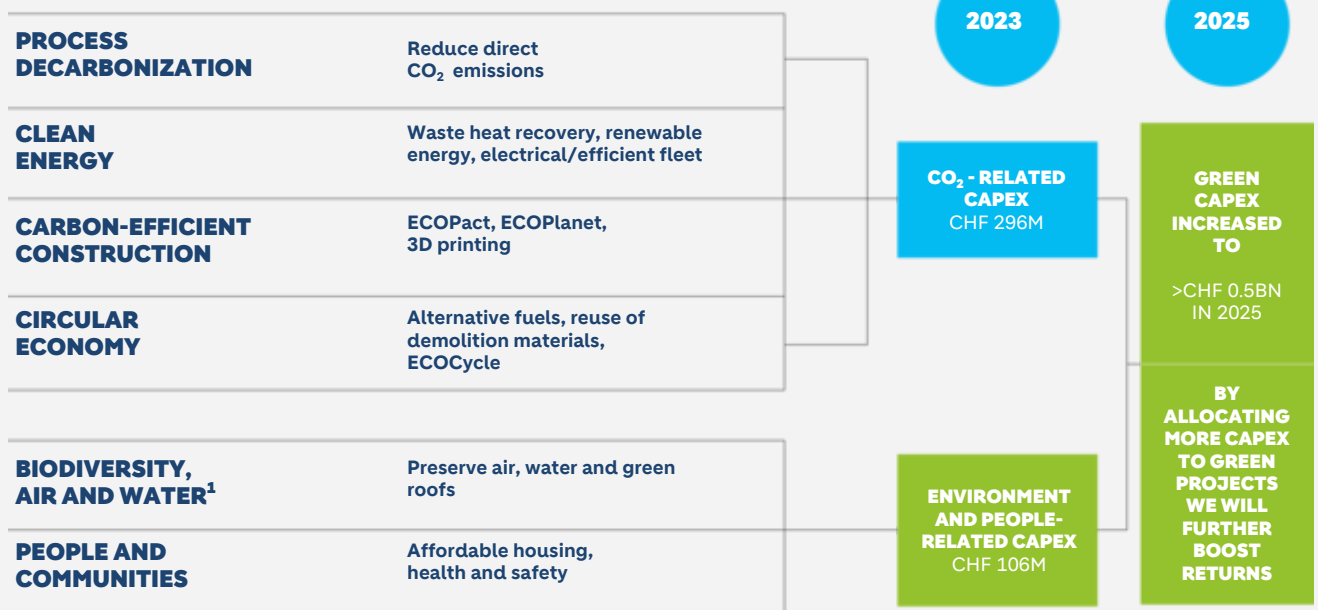 2023
2025
PROCESS
DECARBONIZATION
Reduce direct
CO₂ emissions
CLEAN
ENERGY
Waste heat recovery, renewable
energy, electrical/efficient fleet
CARBON-EFFICIENT
CONSTRUCTION
ECOPact, ECOPlanet,
3D printing
CIRCULAR
ECONOMY
Alternative fuels, reuse of
demolition materials,
ECOCycle
CO₂ - RELATED
CAPEX
CHF 296M
GREEN
CAPEX
INCREASED
TO
>CHF 0.5BN
IN 2025
BIODIVERSITY,
AIR AND WATER¹
Preserve air, water and green
roofs
PEOPLE AND
COMMUNITIES
Affordable housing,
health and safety
ENVIRONMENT
AND PEOPLE-
RELATED CAPEX
CHF 106M
BY
ALLOCATING
MORE CAPEX
TO GREEN
PROJECTS
WE WILL
FURTHER
BOOST
RETURNS